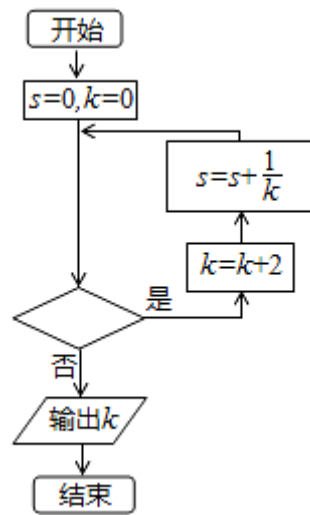 开始
s=0,k=0
s=s+1/k
k=k+2
是
否
输出k
结束